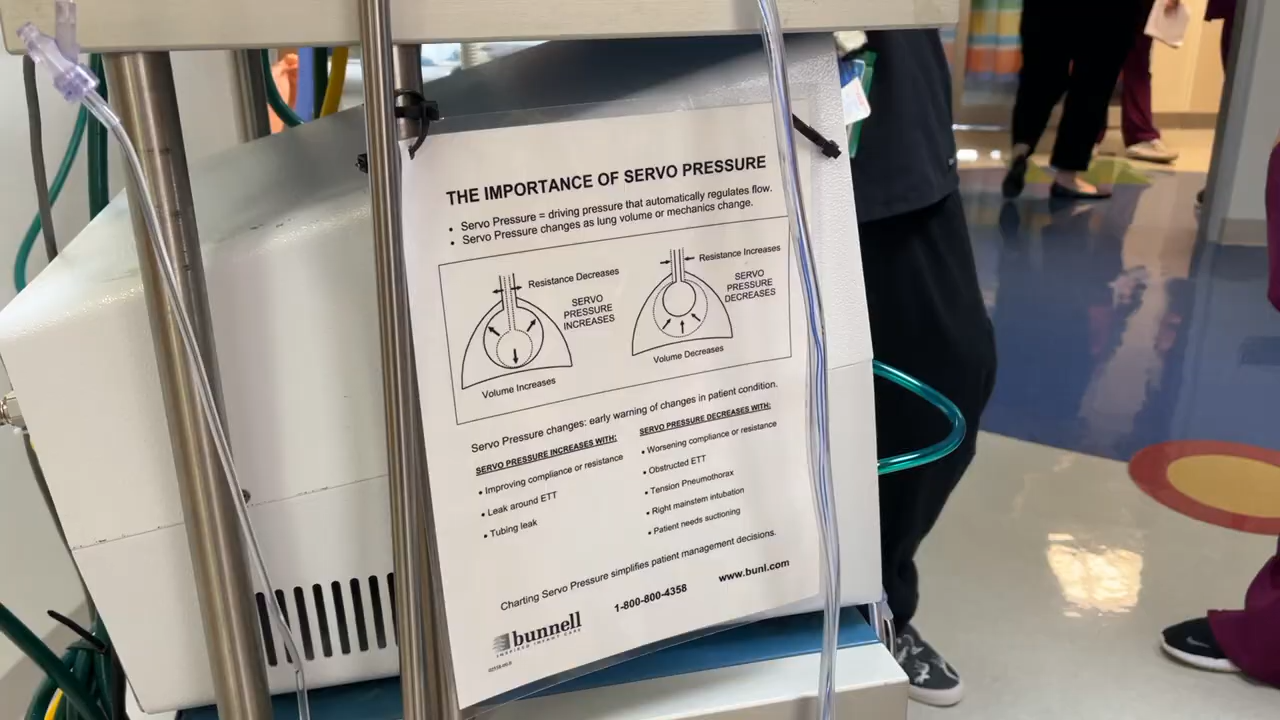 THE IMPORTANCE OF SERVO PRESSURE
• Servo Pressure = driving pressure that automatically regulates flow.
• Servo Pressure changes as lung volume or mechanics change.
Resistance Decreases
SERVO
PRESSURE
INCREASES
Volume Increases
Resistance Increases
SERVO
PRESSURE
DECREASES
Volume Decreases
Servo Pressure changes: early warning of changes in patient condition.
SERVO PRESSURE INCREASES WITH:
• Improving compliance or resistance
• Leak around ETT
• Tubing leak
SERVO PRESSURE DECREASES WITH:
• Worsening compliance or resistance
• Obstructed ETT
• Tension Pneumothorax
• Right mainstem intubation
• Patient needs suctioning
Charting Servo Pressure simplifies patient management decisions.
bunnell
INSPIRED INFANT CARE
1-800-800-4358
www.bunl.com